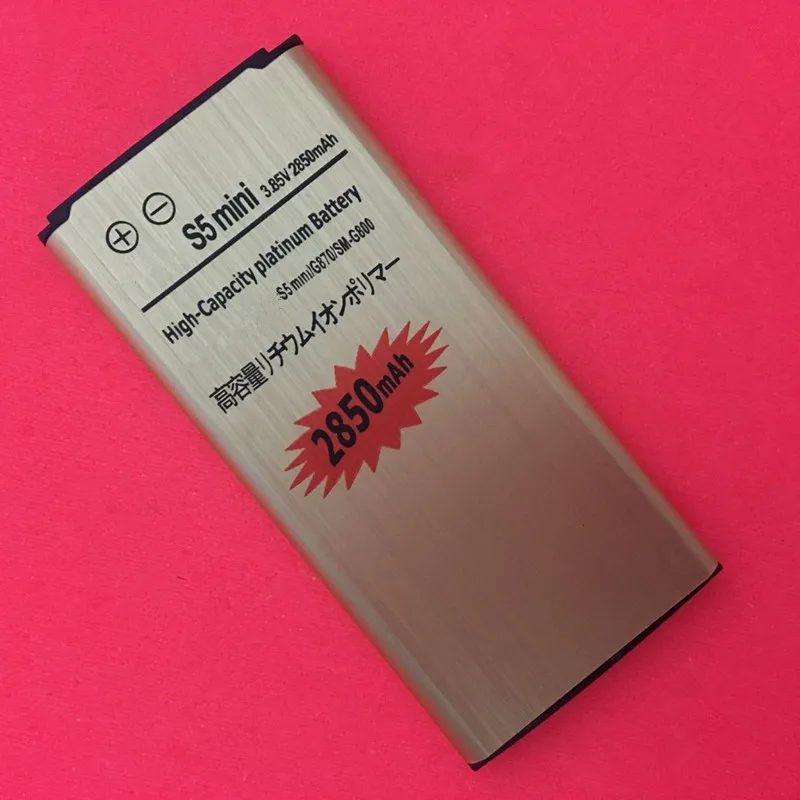 ⊕ ⊖
S5 mini 3.85V 2850mAh
High-Capacity platinum Battery
S5 mini/G870/SM-G800
高容量リチウムイオンポリマー
2850mAh